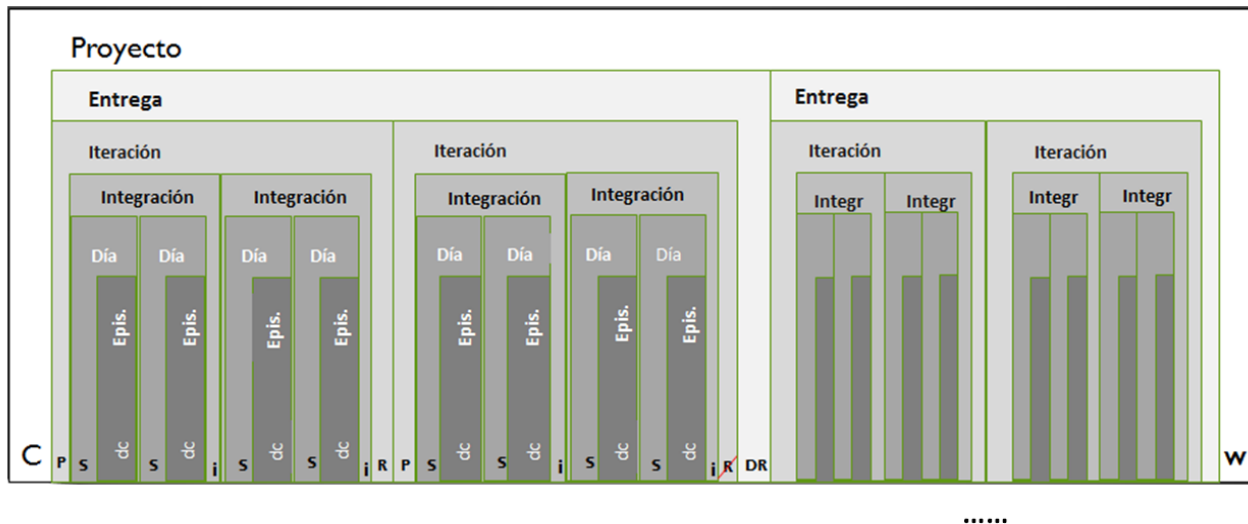 Proyecto
Entrega Entrega
Iteración Iteración Iteración Iteración
Integración Integración Integración Integración Integr Integr Integr Integr
Día Día Día Día Día Día Día Día
Epis. Epis. Epis. Epis. Epis. Epis. Epis. Epis.
dc dc dc dc dc dc dc dc
C P S S i S S i R P S S i S S i R DR w
......